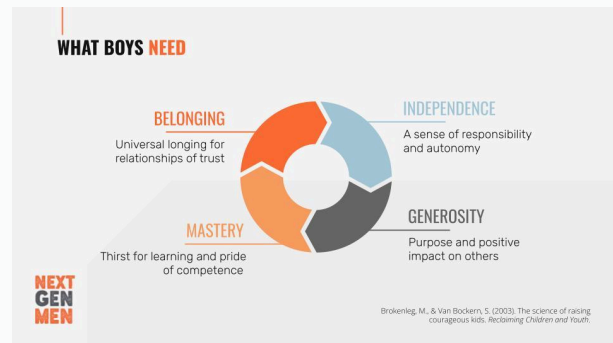 WHAT BOYS NEED
BELONGING
Universal longing for
relationships of trust
INDEPENDENCE
A sense of responsibility
and autonomy
MASTERY
Thirst for learning and pride
of competence
GENEROSITY
Purpose and positive
impact on others
NEXT
GEN
MEN
Brokenleg, M., & Van Bockern, S. (2003). The science of raising
courageous kids. Reclaiming Children and Youth.